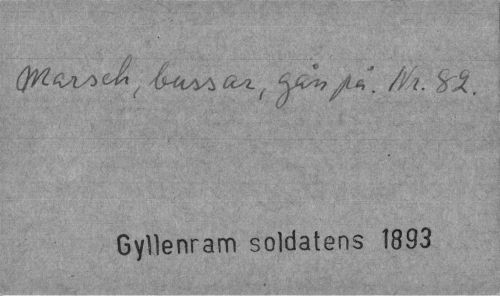 Marsch, bussar, gån på. Nr. 82.
Gyllenram soldatens 1893